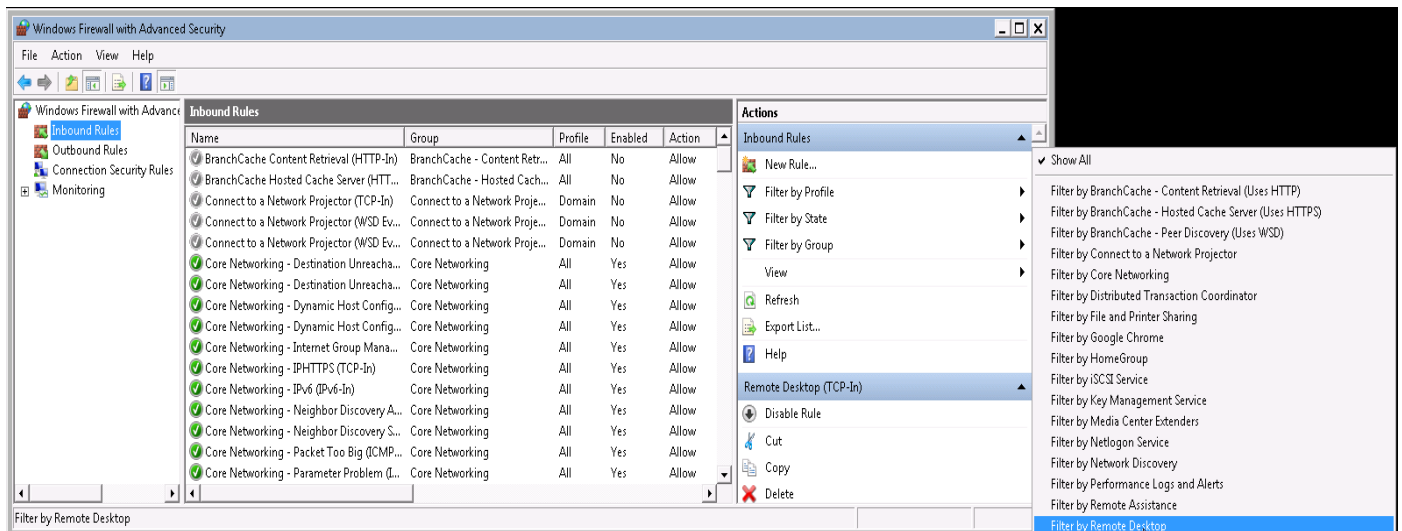 Windows Firewall with Advanced Security
File Action View Help
Windows Firewall with Advance
Inbound Rules
Outbound Rules
Connection Security Rules
Monitoring
Inbound Rules
Name Group Profile Enabled Action
BranchCache Content Retrieval (HTTP-In) BranchCache - Content Retr... All No Allow
BranchCache Hosted Cache Server (HTT... BranchCache - Hosted Cach... All No Allow
Connect to a Network Projector (TCP-In) Connect to a Network Proje... Domain No Allow
Connect to a Network Projector (WSD Ev... Connect to a Network Proje... Domain No Allow
Connect to a Network Projector (WSD Ev... Connect to a Network Proje... Domain No Allow
Core Networking - Destination Unreacha... Core Networking All Yes Allow
Core Networking - Destination Unreacha... Core Networking All Yes Allow
Core Networking - Dynamic Host Config... Core Networking All Yes Allow
Core Networking - Dynamic Host Config... Core Networking All Yes Allow
Core Networking - Internet Group Mana... Core Networking All Yes Allow
Core Networking - IPHTTPS (TCP-In) Core Networking All Yes Allow
Core Networking - IPv6 (IPv6-In) Core Networking All Yes Allow
Core Networking - Neighbor Discovery A... Core Networking All Yes Allow
Core Networking - Neighbor Discovery S... Core Networking All Yes Allow
Core Networking - Packet Too Big (ICMP... Core Networking All Yes Allow
Core Networking - Parameter Problem (I... Core Networking All Yes Allow
Actions
Inbound Rules
New Rule...
Filter by Profile
Filter by State
Filter by Group
View
Refresh
Export List...
Help
Remote Desktop (TCP-In)
Disable Rule
Cut
Copy
Delete
Show All
Filter by BranchCache - Content Retrieval (Uses HTTP)
Filter by BranchCache - Hosted Cache Server (Uses HTTPS)
Filter by BranchCache - Peer Discovery (Uses WSD)
Filter by Connect to a Network Projector
Filter by Core Networking
Filter by Distributed Transaction Coordinator
Filter by File and Printer Sharing
Filter by Google Chrome
Filter by HomeGroup
Filter by iSCSI Service
Filter by Key Management Service
Filter by Media Center Extenders
Filter by Netlogon Service
Filter by Network Discovery
Filter by Performance Logs and Alerts
Filter by Remote Assistance
Filter by Remote Desktop
Filter by Remote Desktop